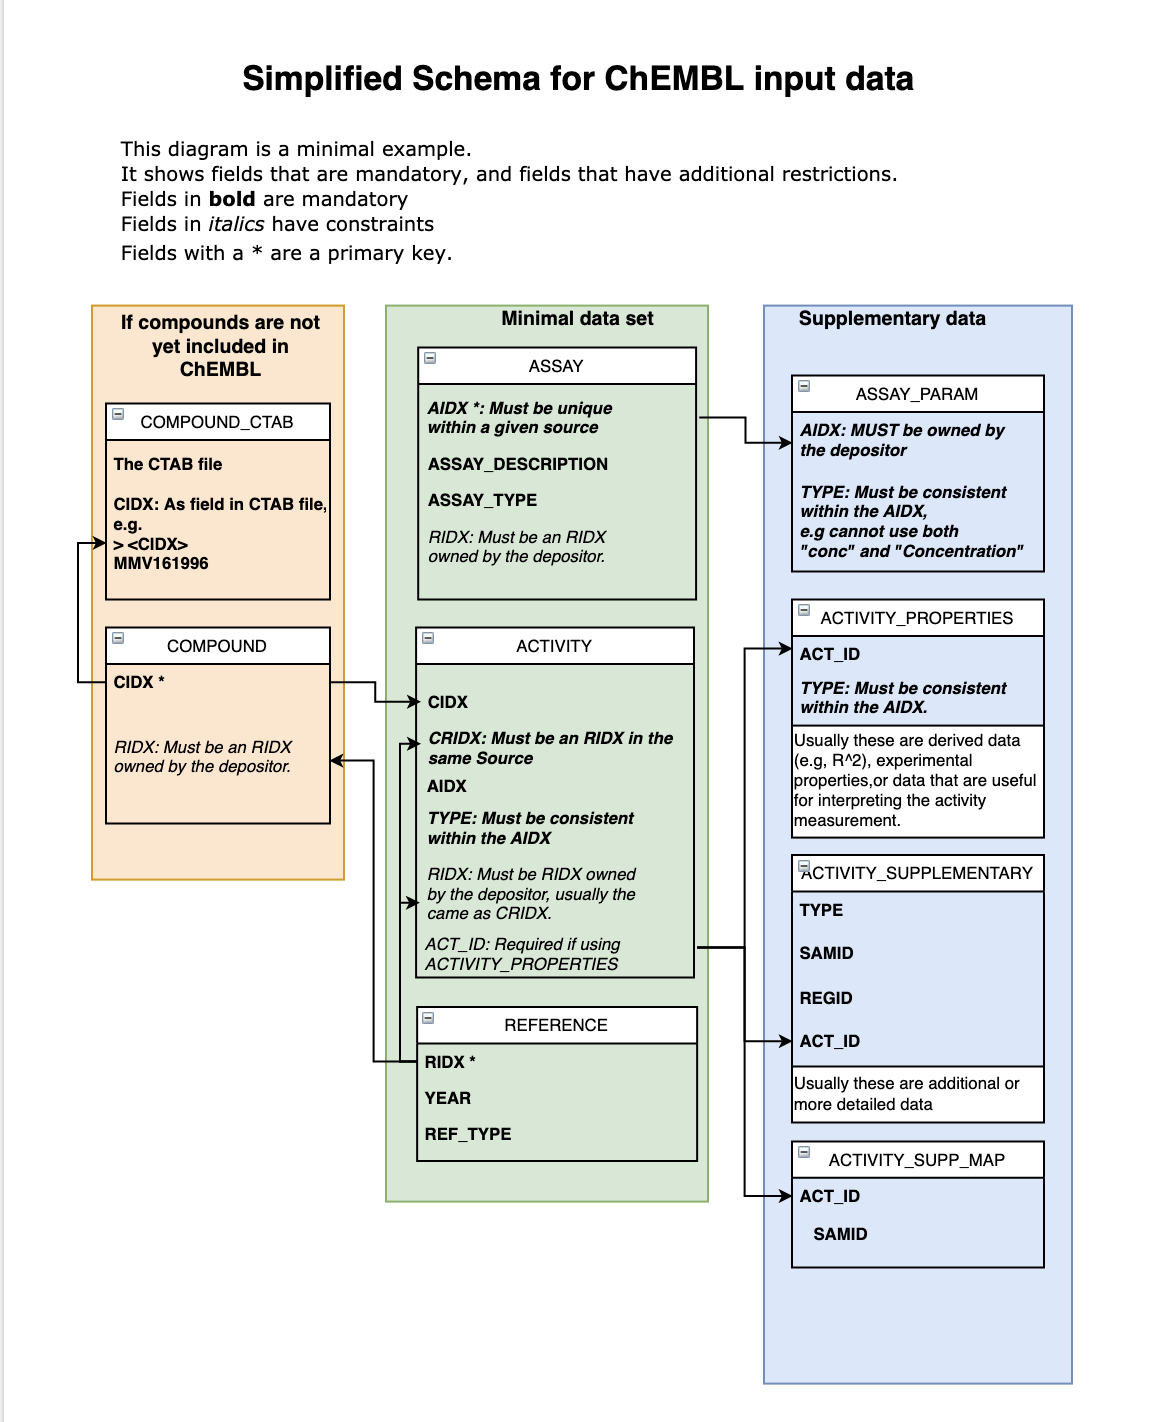 Simplified Schema for ChEMBL input data
This diagram is a minimal example.
It shows fields that are mandatory, and fields that have additional restrictions.
Fields in bold are mandatory
Fields in italics have constraints
Fields with a * are a primary key.
If compounds are not
yet included in
ChEMBL
COMPOUND_CTAB
The CTAB file
CIDX: As field in CTAB file,
e.g.
> <CIDX>
MMV161996
COMPOUND
CIDX *
RIDX: Must be an RIDX
owned by the depositor.
Minimal data set
ASSAY
AIDX *: Must be unique
within a given source
ASSAY_DESCRIPTION
ASSAY_TYPE
RIDX: Must be an RIDX
owned by the depositor.
ACTIVITY
CIDX
CRIDX: Must be an RIDX in the
same Source
AIDX
TYPE: Must be consistent
within the AIDX
RIDX: Must be RIDX owned
by the depositor, usually the
came as CRIDX.
ACT_ID: Required if using
ACTIVITY_PROPERTIES
REFERENCE
RIDX *
YEAR
REF_TYPE
Supplementary data
ASSAY_PARAM
AIDX: MUST be owned by
the depositor
TYPE: Must be consistent
within the AIDX,
e.g cannot use both
"conc" and "Concentration"
ACTIVITY_PROPERTIES
ACT_ID
TYPE: Must be consistent
within the AIDX.
Usually these are derived data
(e.g, R^2), experimental
properties,or data that are useful
for interpreting the activity
measurement.
ACTIVITY_SUPPLEMENTARY
TYPE
SAMID
REGID
ACT_ID
Usually these are additional or
more detailed data
ACTIVITY_SUPP_MAP
ACT_ID
SAMID